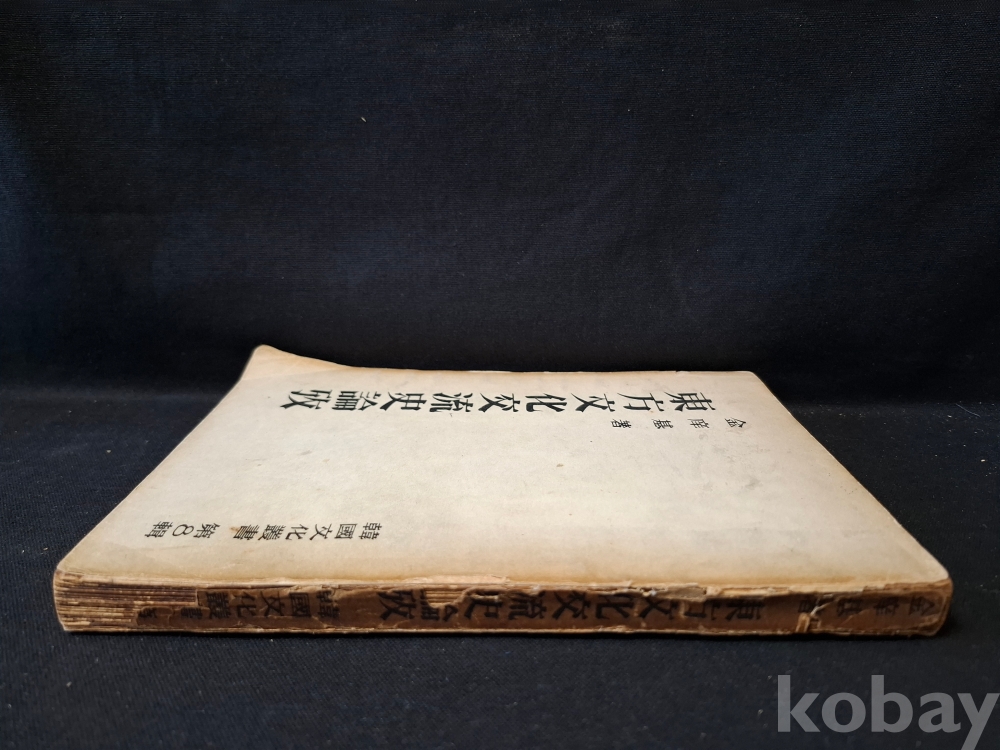 金庠基著 東方文化交流史論攷 韓國文化叢
韓國文化叢書 第8輯
金庠基 著
東方文化交流史論攷
kobay